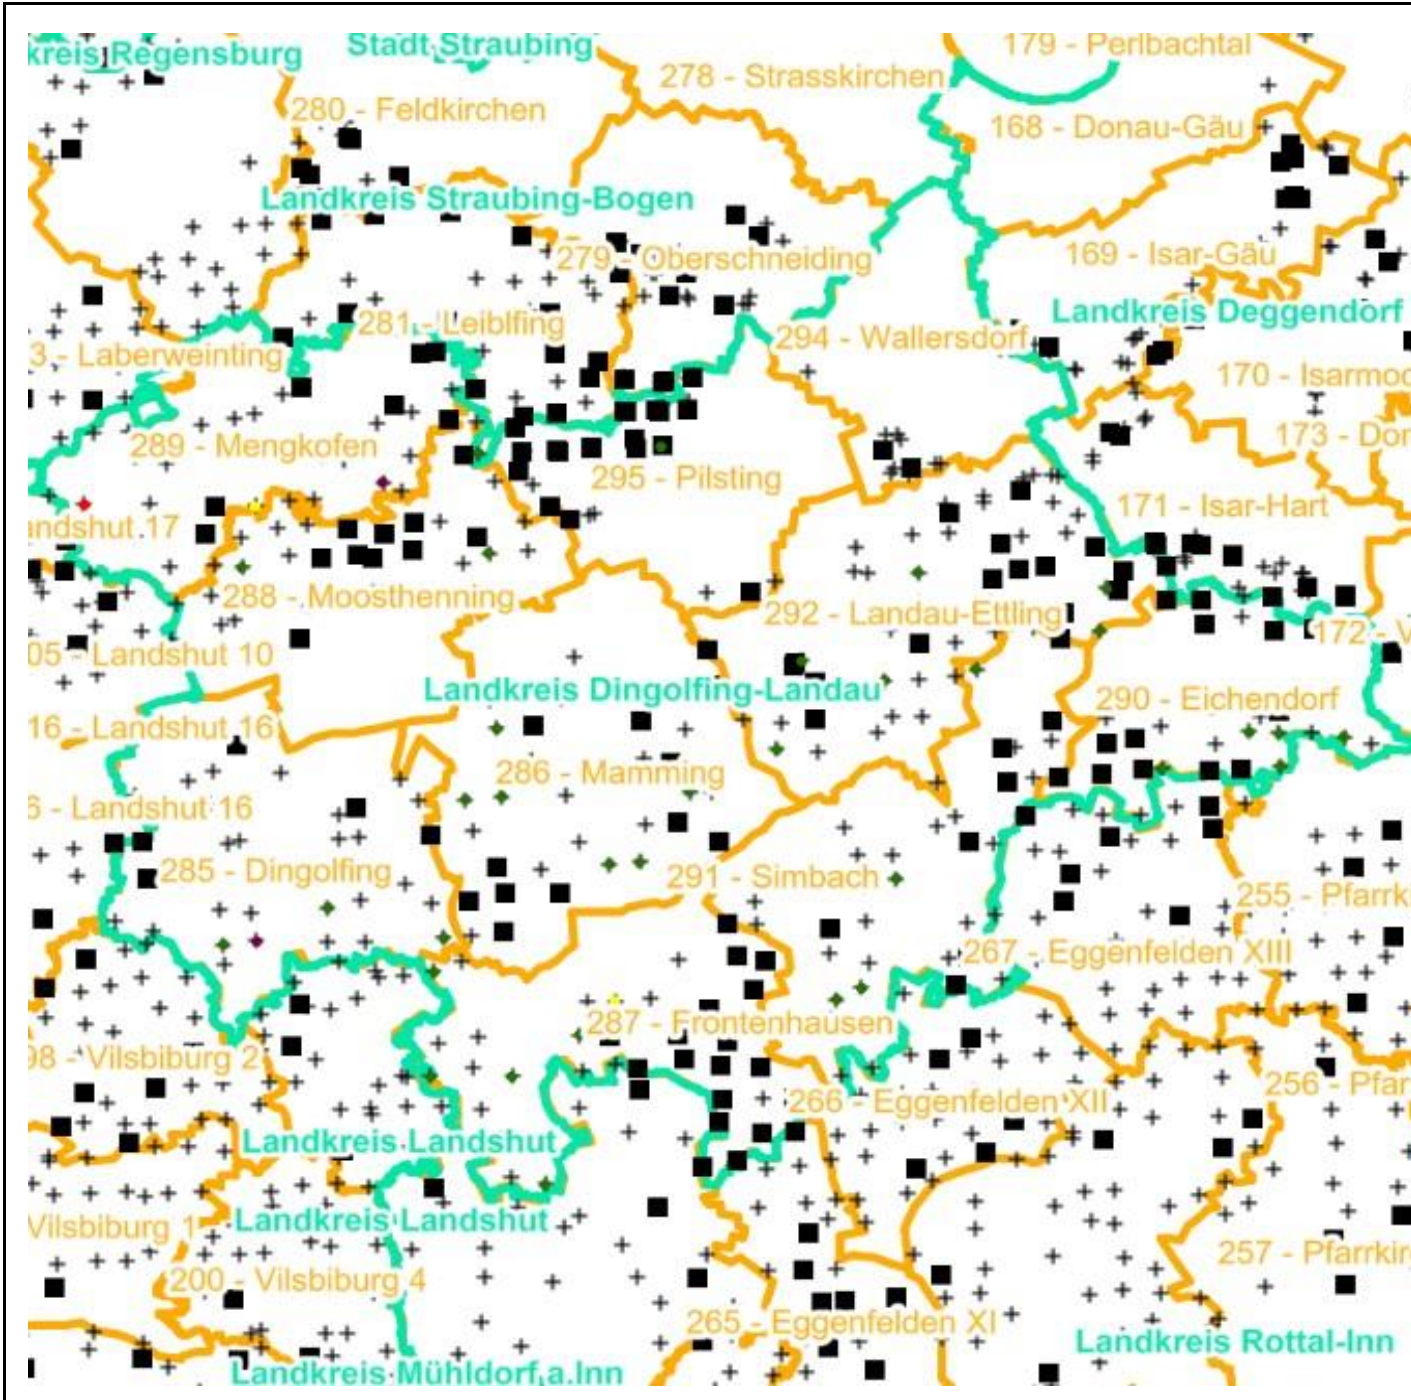 kreis Regensburg
Stadt Straubing
179 - Perlbachtal
278 - Strasskirchen
280 - Feldkirchen
168 - Donau-Gäu
Landkreis Straubing-Bogen
279 - Oberschneiding
169 - Isar-Gäu
Landkreis Deggendorf
281 - Leiblfing
294 - Wallersdorf
3 - Laberweinting
170 - Isarmoo
289 - Mengkofen
173 - Dor
295 - Pilsting
171 - Isar-Hart
andshut 17
288 - Moosthenning
292 - Landau-Ettling
172 - V
05 - Landshut 10
Landkreis Dingolfing-Landau
290 - Eichendorf
16 - Landshut 16
286 - Mamming
6 - Landshut 16
285 - Dingolfing
291 - Simbach
255 - Pfarrk
267 - Eggenfelden XIII
287 - Frontenhausen
98 - Vilsbiburg 2
256 - Pfar
266 - Eggenfelden XII
Landkreis Landshut
Landkreis Landshut
Vilsbiburg 1
257 - Pfarrkir
200 - Vilsbiburg 4
265 - Eggenfelden XI
Landkreis Rottal-Inn
Landkreis Mühldorf a.Inn